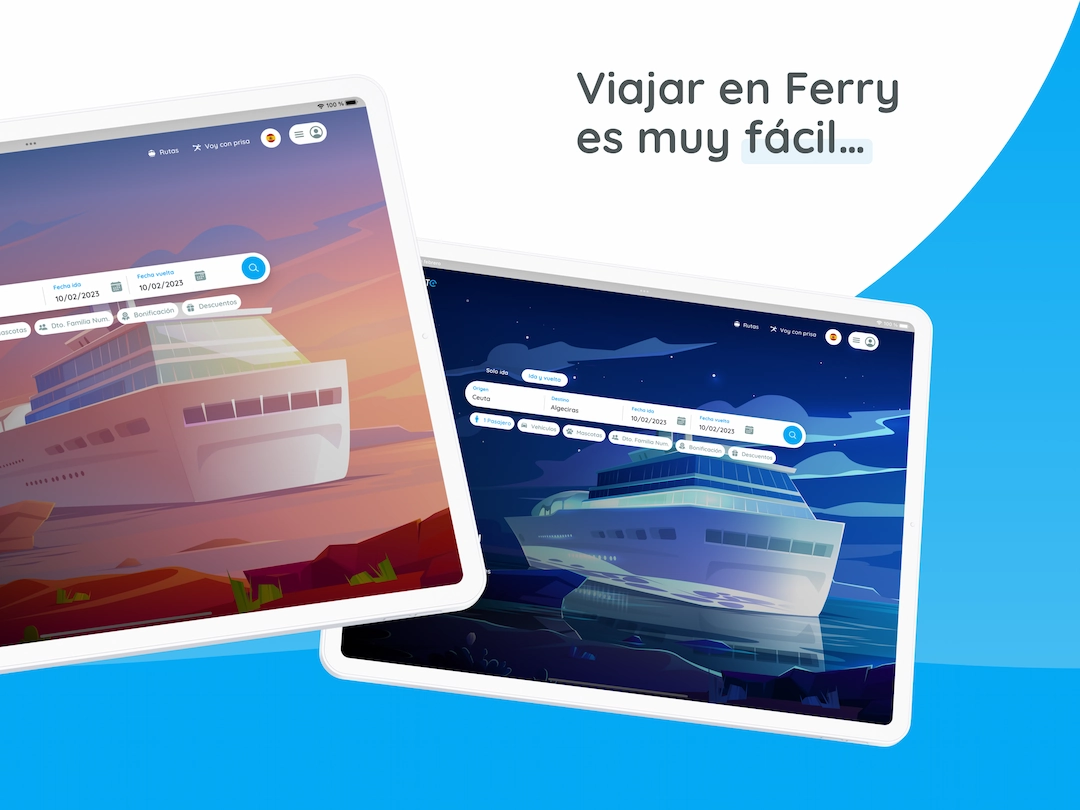 Viajar en Ferry
es muy fácil...
100 %
Rutas
Voy con prisa
Fecha ida
10/02/2023
Fecha vuelta
10/02/2023
Dto. Familia Num.
Bonificación
Descuentos
Rutas
Voy con prisa
100 %
Solo ida
Ida y vuelta
Origen
Ceuta
Destino
Algeciras
Fecha ida
10/02/2023
Fecha vuelta
10/02/2023
1 Pasajero
Vehículos
Mascotas
Dto. Familia Num.
Bonificación
Descuentos